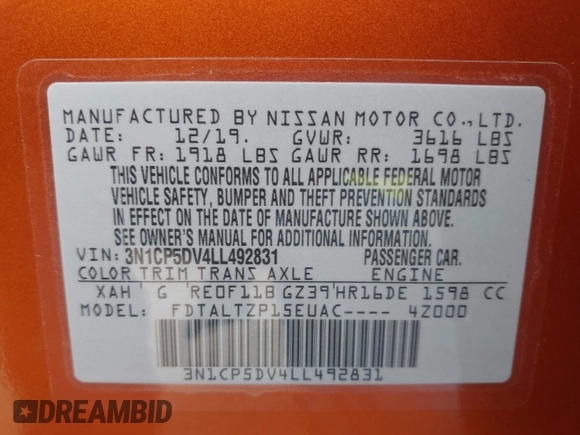 MANUFACTURED BY NISSAN MOTOR CO.,LTD.
DATE: 12/19. GVWR: 3616 LBS
GAWR FR: 1918 LBS GAWR RR: 1698 LBS
THIS VEHICLE CONFORMS TO ALL APPLICABLE FEDERAL MOTOR
VEHICLE SAFETY, BUMPER AND THEFT PREVENTION STANDARDS
IN EFFECT ON THE DATE OF MANUFACTURE SHOWN ABOVE.
SEE OWNER'S MANUAL FOR ADDITIONAL INFORMATION.
VIN: 3N1CP5DV4LL492831 PASSENGER CAR.
COLOR TRIM TRANS AXLE ENGINE
XAH G RE0F11B GZ39 HR16DE 1598 CC
MODEL: FDTALTZP15EUAC---- 4Z000
3N1CP5DV4LL492831
DREAMBID